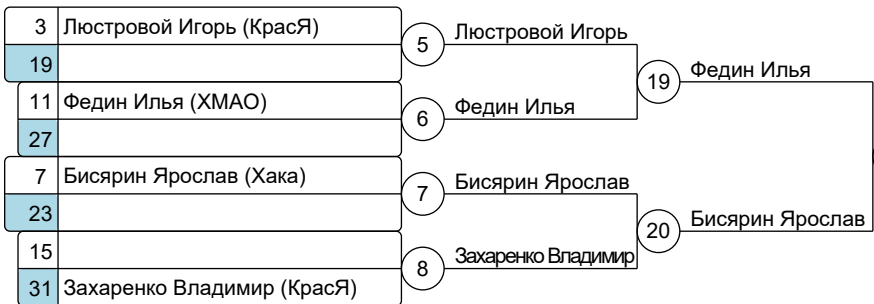 3 Люстровой Игорь (КрасЯ)
19
5
Люстровой Игорь
11 Федин Илья (ХМАО)
27
6
Федин Илья
19
Федин Илья
7 Бисярин Ярослав (Хака)
23
7
Бисярин Ярослав
15
31 Захаренко Владимир (КрасЯ)
8
Захаренко Владимир
20
Бисярин Ярослав